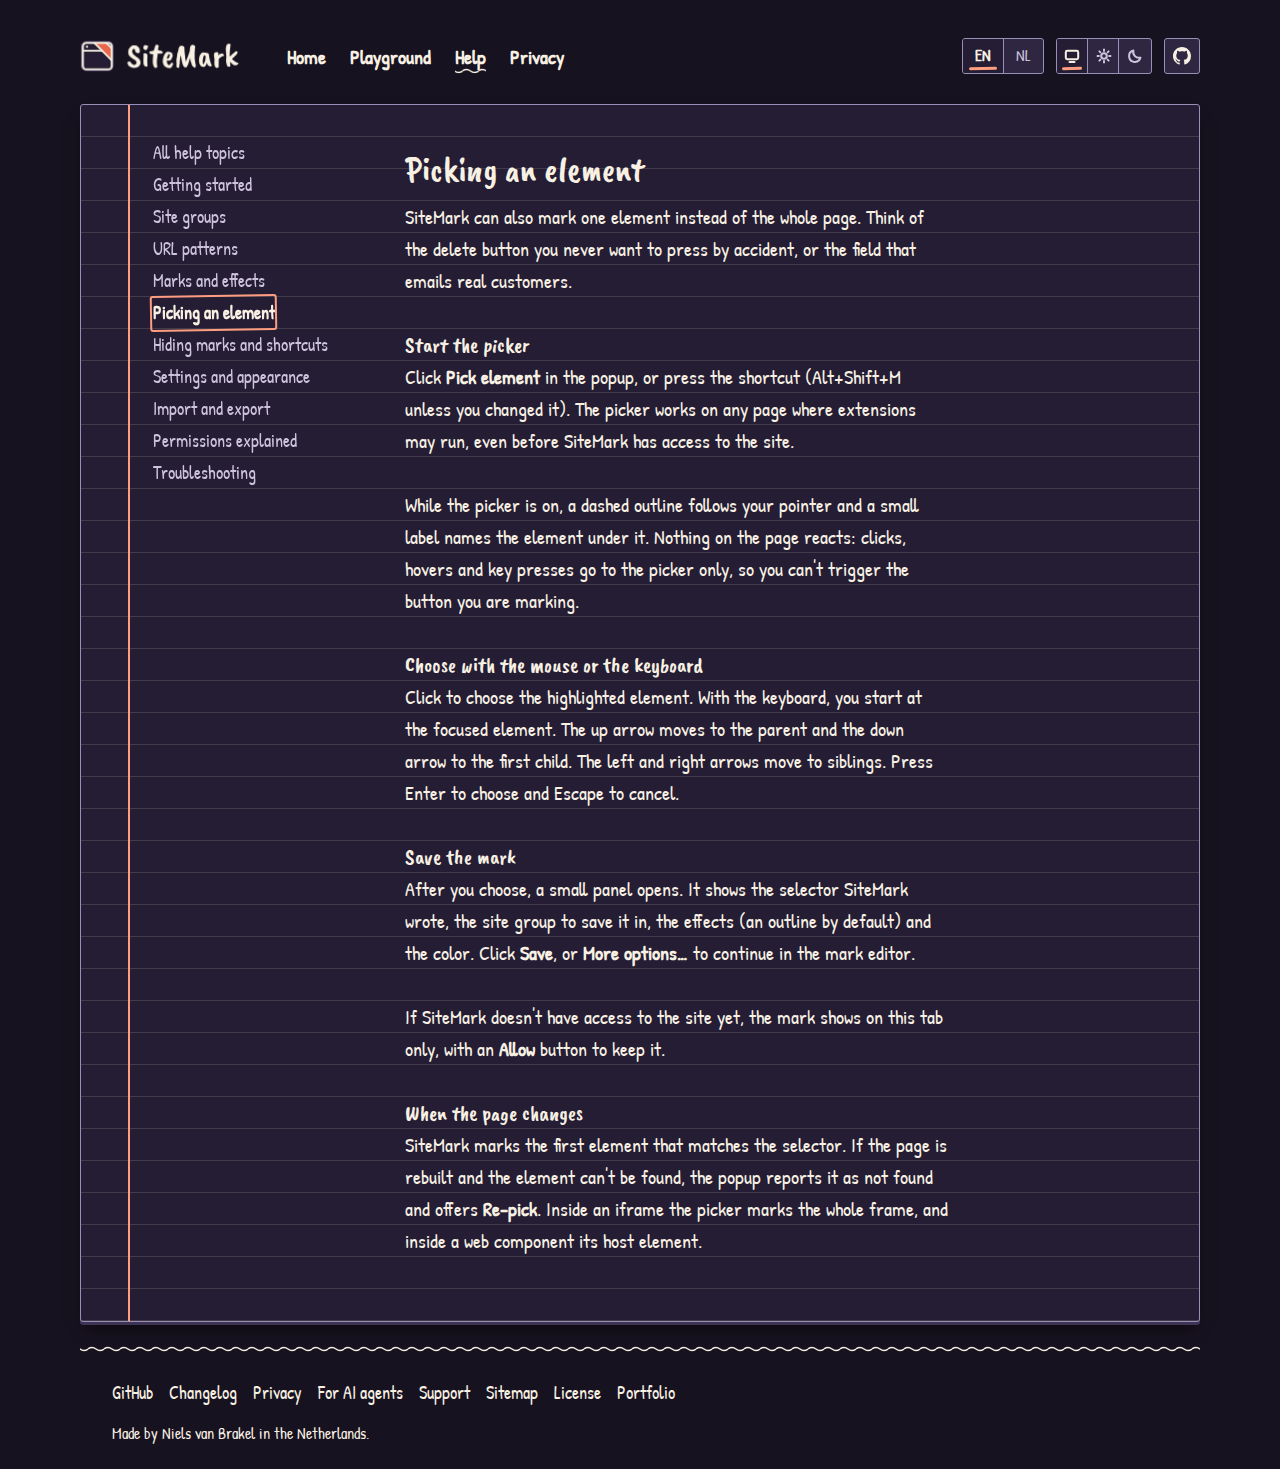 SiteMark
Home Playground Help Privacy
EN NL
All help topics
Getting started
Site groups
URL patterns
Marks and effects
Picking an element
Hiding marks and shortcuts
Settings and appearance
Import and export
Permissions explained
Troubleshooting
Picking an element
SiteMark can also mark one element instead of the whole page. Think of
the delete button you never want to press by accident, or the field that
emails real customers.
Start the picker
Click Pick element in the popup, or press the shortcut (Alt+Shift+M
unless you changed it). The picker works on any page where extensions
may run, even before SiteMark has access to the site.
While the picker is on, a dashed outline follows your pointer and a small
label names the element under it. Nothing on the page reacts: clicks,
hovers and key presses go to the picker only, so you can't trigger the
button you are marking.
Choose with the mouse or the keyboard
Click to choose the highlighted element. With the keyboard, you start at
the focused element. The up arrow moves to the parent and the down
arrow to the first child. The left and right arrows move to siblings. Press
Enter to choose and Escape to cancel.
Save the mark
After you choose, a small panel opens. It shows the selector SiteMark
wrote, the site group to save it in, the effects (an outline by default) and
the color. Click Save, or More options… to continue in the mark editor.
If SiteMark doesn't have access to the site yet, the mark shows on this tab
only, with an Allow button to keep it.
When the page changes
SiteMark marks the first element that matches the selector. If the page is
rebuilt and the element can't be found, the popup reports it as not found
and offers Re-pick. Inside an iframe the picker marks the whole frame, and
inside a web component its host element.
GitHub Changelog Privacy For AI agents Support Sitemap License Portfolio
Made by Niels van Brakel in the Netherlands.